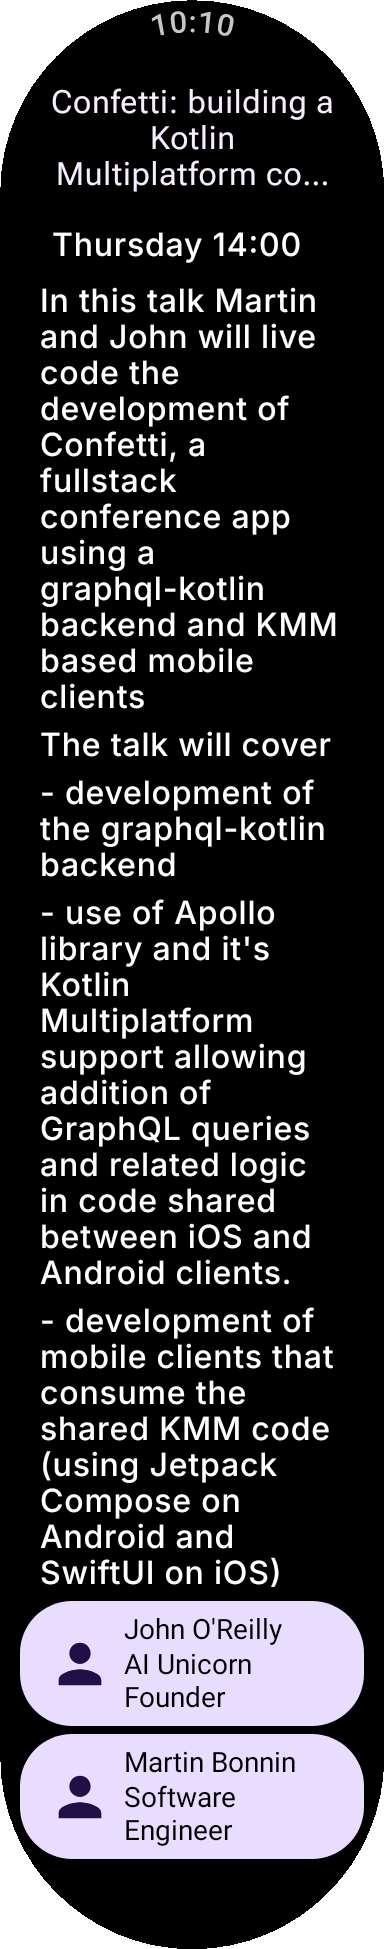 10:10
Confetti: building a
Kotlin
Multiplatform co...
Thursday 14:00
In this talk Martin
and John will live
code the
development of
Confetti, a
fullstack
conference app
using a
graphql-kotlin
backend and KMM
based mobile
clients
The talk will cover
- development of
the graphql-kotlin
backend
- use of Apollo
library and it's
Kotlin
Multiplatform
support allowing
addition of
GraphQL queries
and related logic
in code shared
between iOS and
Android clients.
- development of
mobile clients that
consume the
shared KMM code
(using Jetpack
Compose on
Android and
SwiftUI on iOS)
John O'Reilly
AI Unicorn
Founder
Martin Bonnin
Software
Engineer